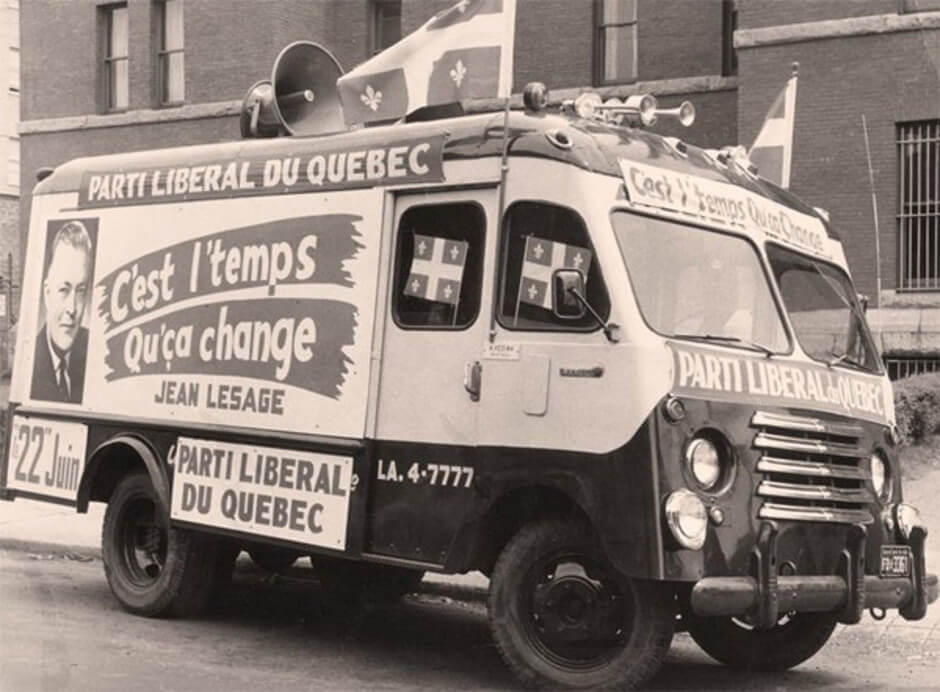 PARTI LIBERAL DU QUEBEC
C'est l'temps
Qu'ça change
JEAN LESAGE
LE 22 Juin
PARTI LIBERAL
DU QUEBEC
LA. 4-7777
C'est l'temps Qu'ça Change
PARTI LIBERAL du QUEBEC